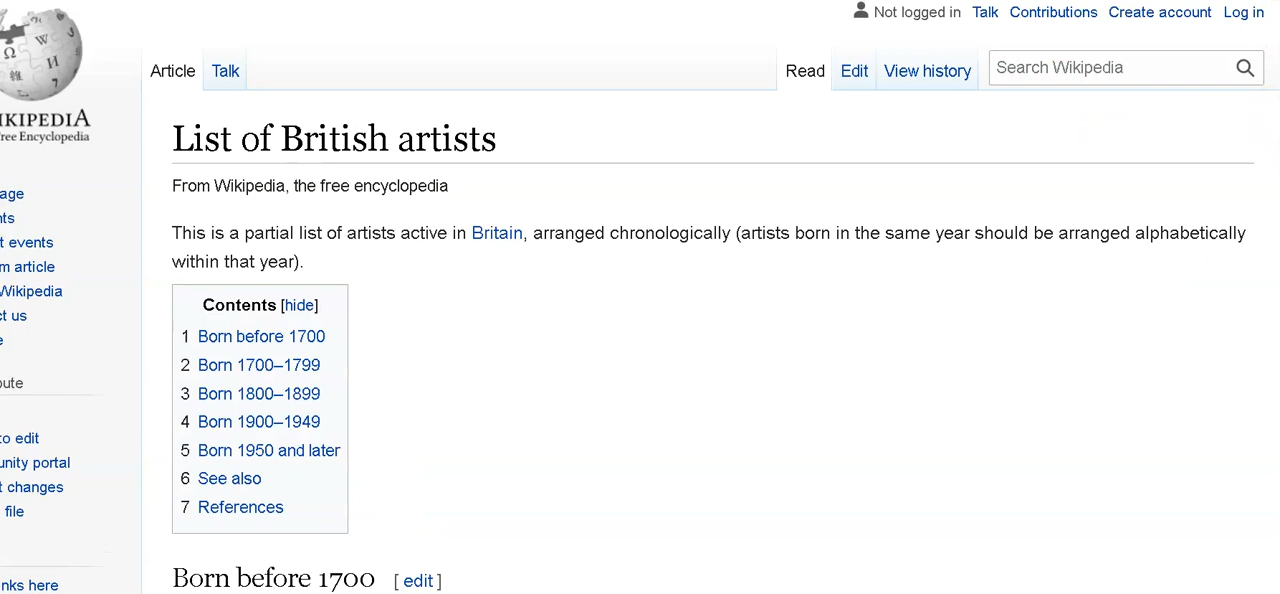 Not logged in Talk Contributions Create account Log in
Article Talk Read Edit View history Search Wikipedia
IKIPEDIA
ree Encyclopedia
List of British artists
From Wikipedia, the free encyclopedia
This is a partial list of artists active in Britain, arranged chronologically (artists born in the same year should be arranged alphabetically
within that year).
Contents [hide]
1 Born before 1700
2 Born 1700–1799
3 Born 1800–1899
4 Born 1900–1949
5 Born 1950 and later
6 See also
7 References
Born before 1700 [ edit ]
age
nts
t events
m article
Wikipedia
ct us
e
oute
to edit
unity portal
t changes
file
nks here